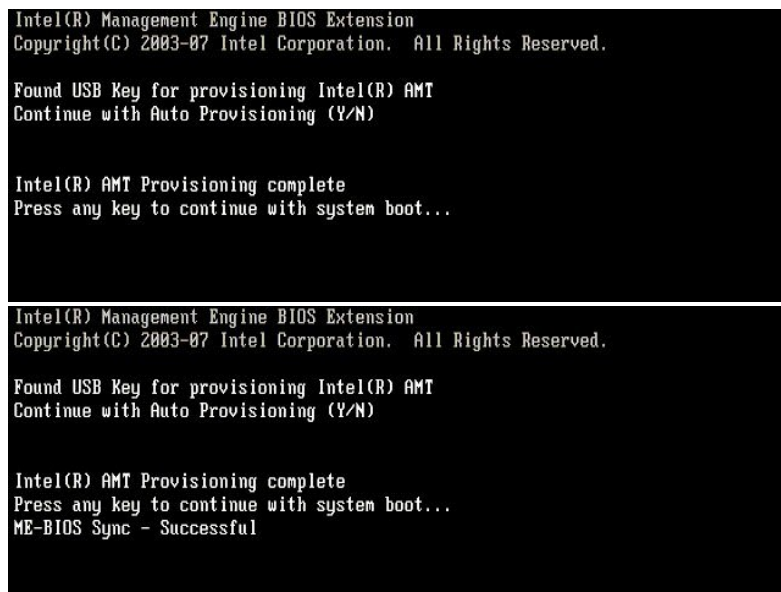 Intel(R) Management Engine BIOS Extension
Copyright(C) 2003-07 Intel Corporation.  All Rights Reserved.
Found USB Key for provisioning Intel(R) AMT
Continue with Auto Provisioning (Y/N)
Intel(R) AMT Provisioning complete
Press any key to continue with system boot...
Intel(R) Management Engine BIOS Extension
Copyright(C) 2003-07 Intel Corporation.  All Rights Reserved.
Found USB Key for provisioning Intel(R) AMT
Continue with Auto Provisioning (Y/N)
Intel(R) AMT Provisioning complete
Press any key to continue with system boot...
ME-BIOS Sync - Successful